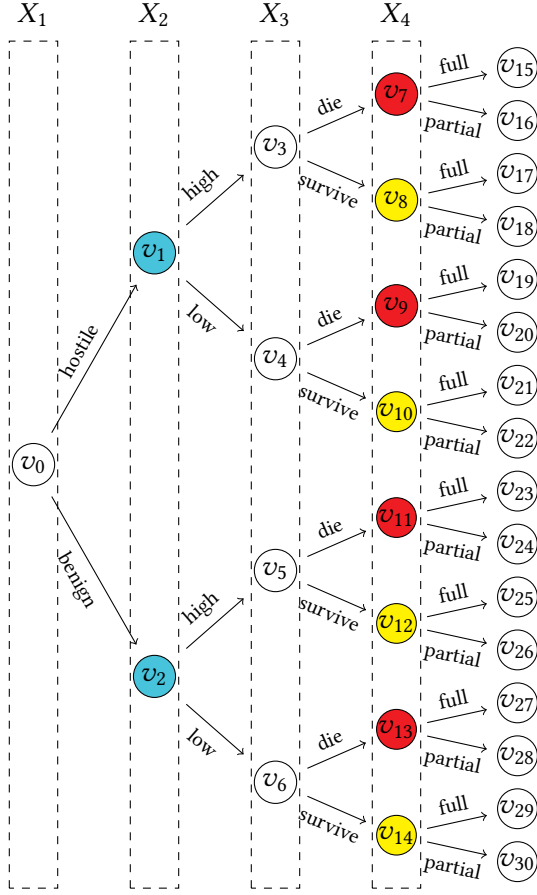 X1 X2 X3 X4
v0
hostile
benign
v1
high
low
v2
high
low
v3
die
survive
v4
die
survive
v5
die
survive
v6
die
survive
v7
full
partial
v8
full
partial
v9
full
partial
v10
full
partial
v11
full
partial
v12
full
partial
v13
full
partial
v14
full
partial
v15
v16
v17
v18
v19
v20
v21
v22
v23
v24
v25
v26
v27
v28
v29
v30